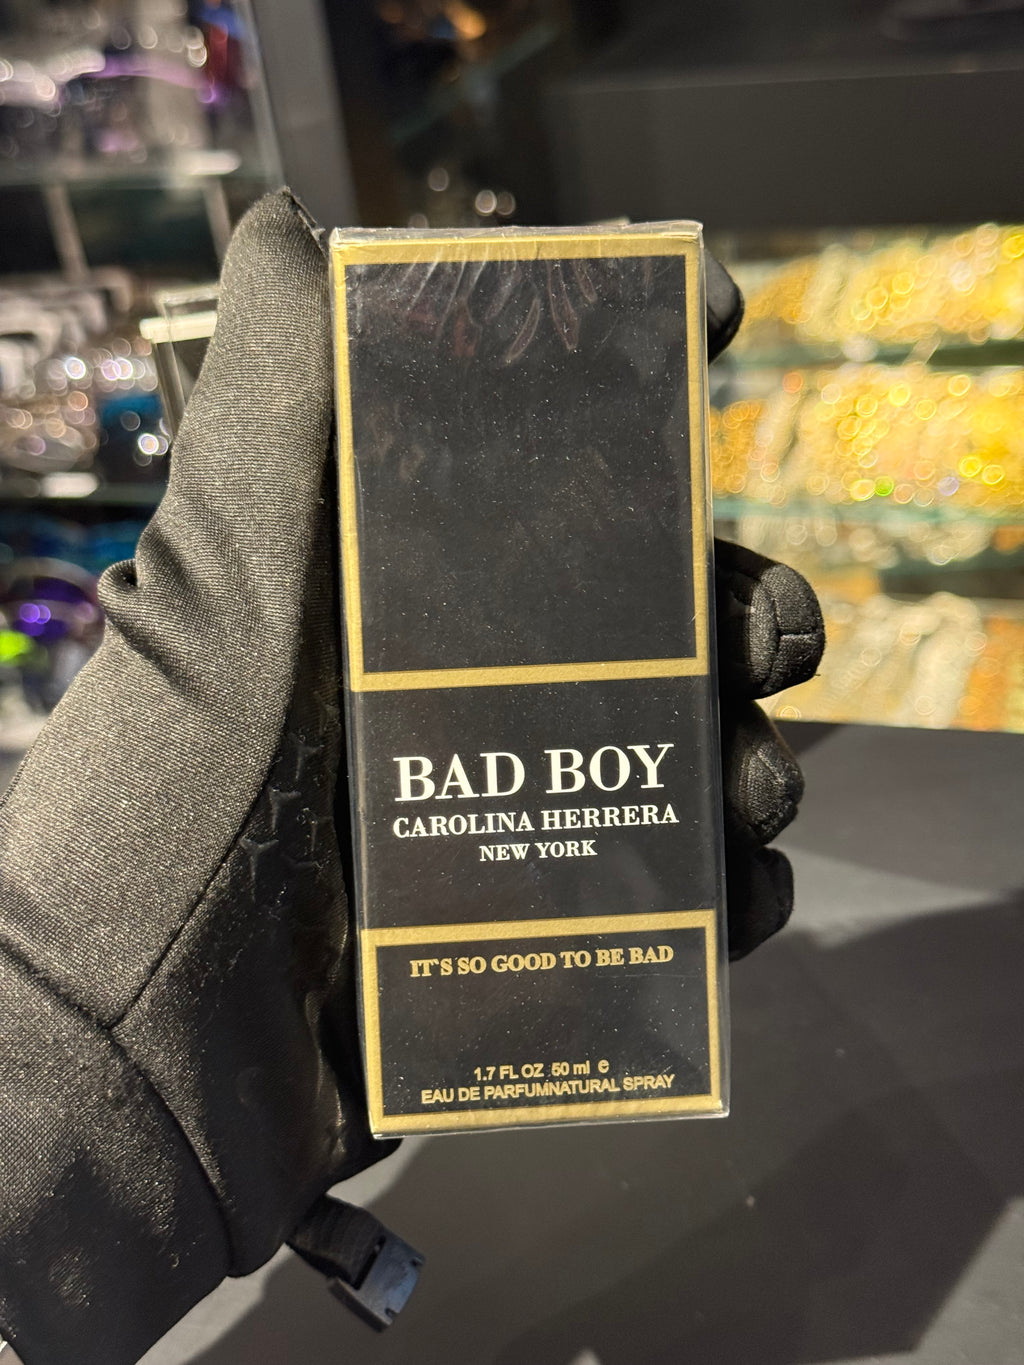 BAD BOY
CAROLINA HERRERA
NEW YORK
IT`S SO GOOD TO BE BAD
1.7 FL OZ 50 ml ℮
EAU DE PARFUMNATURAL SPRAY